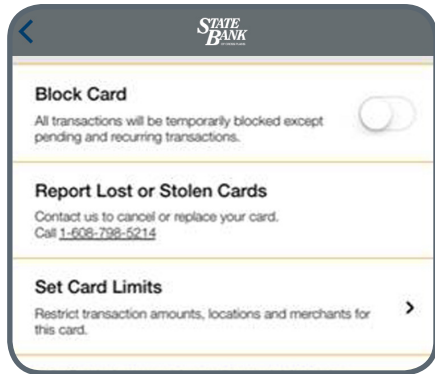 STATE
BANK
Block Card
All transactions will be temporarily blocked except
pending and recurring transactions.
Report Lost or Stolen Cards
Contact us to cancel or replace your card.
Call 1-608-798-5214
Set Card Limits
Restrict transaction amounts, locations and merchants for
this card.